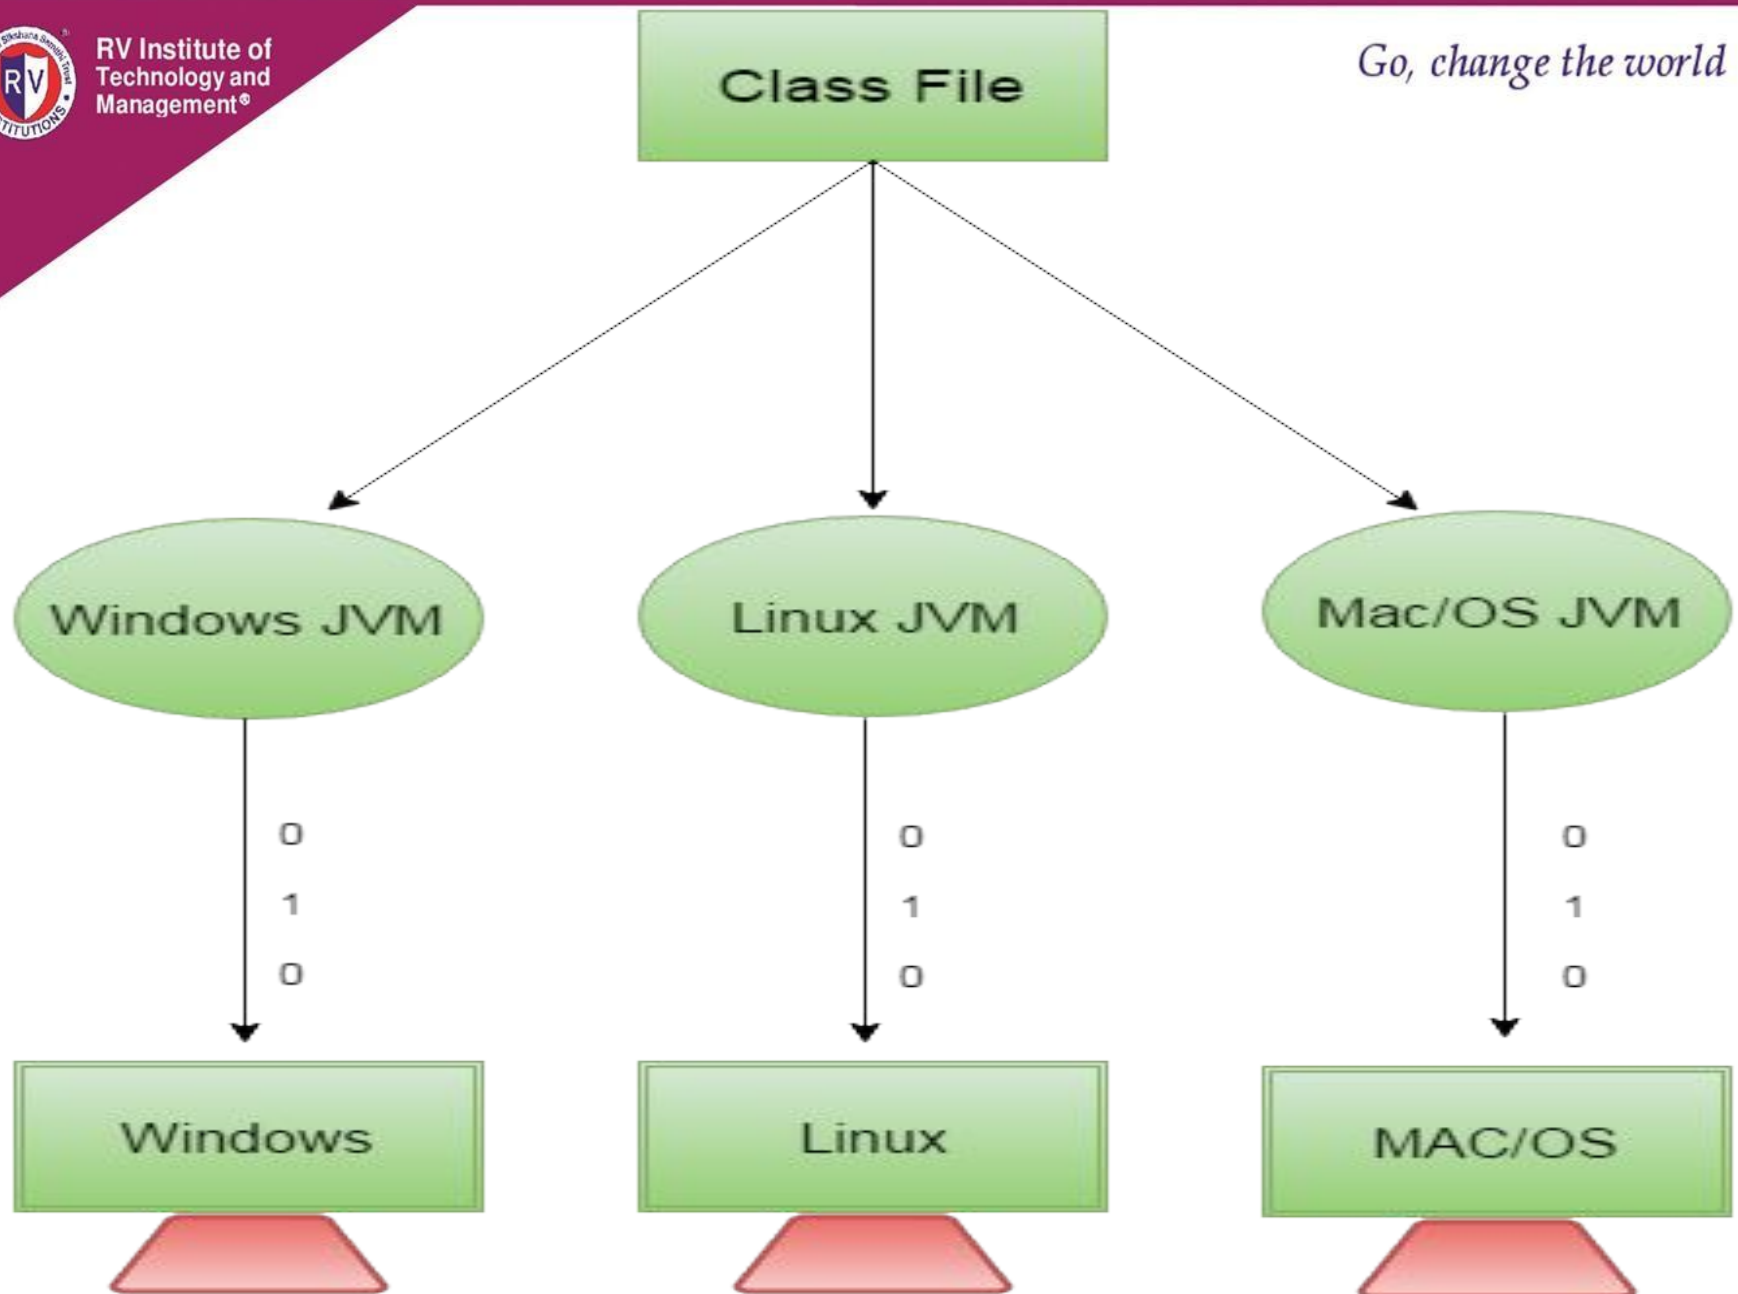 RV Institute of
Technology and
Management®
RV
Go, change the world
Class File
Windows JVM
Linux JVM
Mac/OS JVM
0
1
0
0
1
0
0
1
0
Windows
Linux
MAC/OS